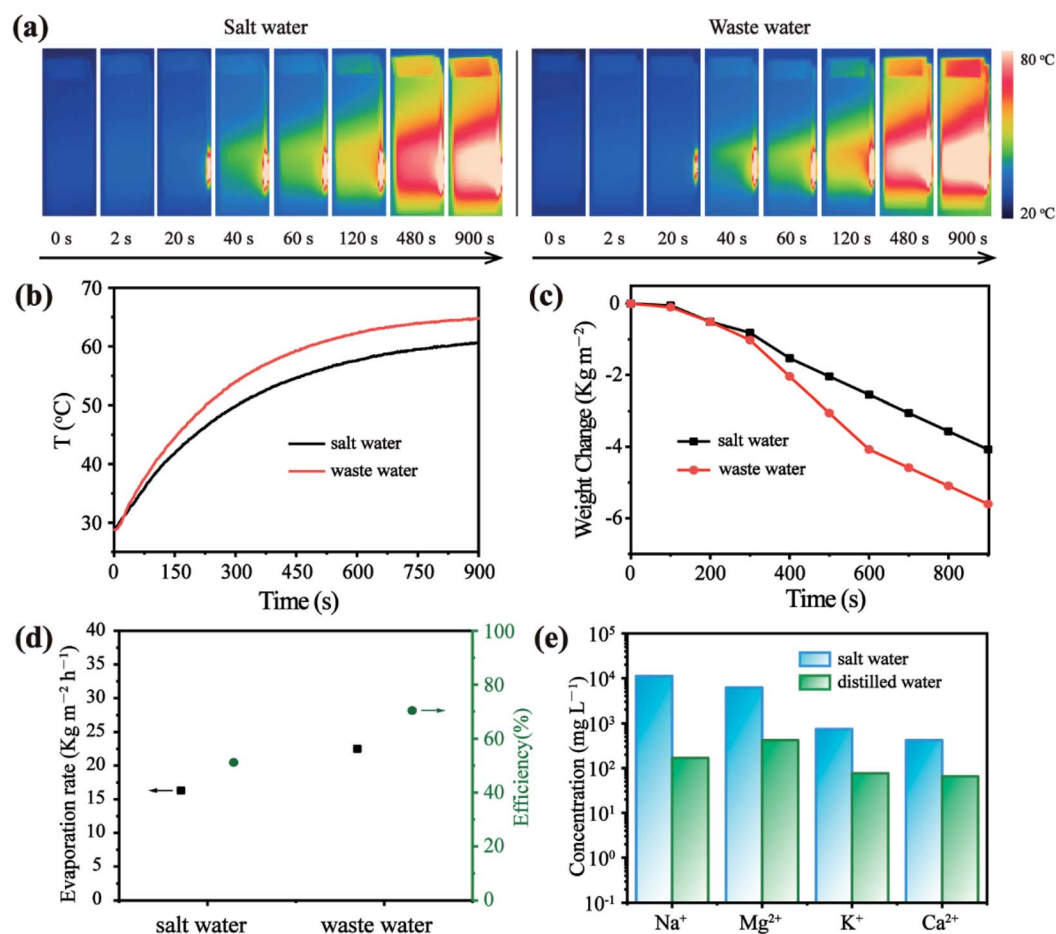 (a)
Salt water
Waste water
80 ºC
20 ºC
0 s 2 s 20 s 40 s 60 s 120 s 480 s 900 s
0 s 2 s 20 s 40 s 60 s 120 s 480 s 900 s
(b)
T (ºC)
70
60
50
40
30
salt water
waste water
0 150 300 450 600 750 900
Time (s)
(c)
Weight Change (Kg m⁻²)
0
-2
-4
-6
salt water
waste water
0 200 400 600 800
Time (s)
(d)
Evaporation rate (Kg m⁻² h⁻¹)
40
35
30
25
20
15
10
5
0
100
80
60
40
20
0
Efficiency(%)
salt water waste water
(e)
Concentration (mg L⁻¹)
10⁵
10⁴
10³
10²
10¹
10⁰
10⁻¹
salt water
distilled water
Na⁺ Mg²⁺ K⁺ Ca²⁺